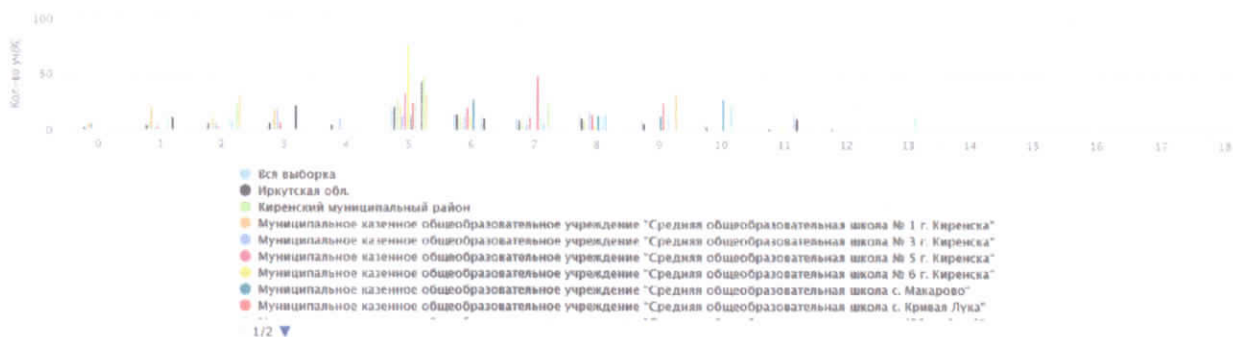 100
Кол-во учени
50
0
0 1 2 3 4 5 6 7 8 9 10 11 12 13 14 15 16 17 18
Вся выборка
Иркутская обл.
Киренский муниципальный район
Муниципальное казенное общеобразовательное учреждение "Средняя общеобразовательная школа № 1 г. Киренска"
Муниципальное казенное общеобразовательное учреждение "Средняя общеобразовательная школа № 3 г. Киренска"
Муниципальное казенное общеобразовательное учреждение "Средняя общеобразовательная школа № 5 г. Киренска"
Муниципальное казенное общеобразовательное учреждение "Средняя общеобразовательная школа № 6 г. Киренска"
Муниципальное казенное общеобразовательное учреждение "Средняя общеобразовательная школа с. Макарово"
Муниципальное казенное общеобразовательное учреждение "Средняя общеобразовательная школа с. Кривая Лука"
1/2